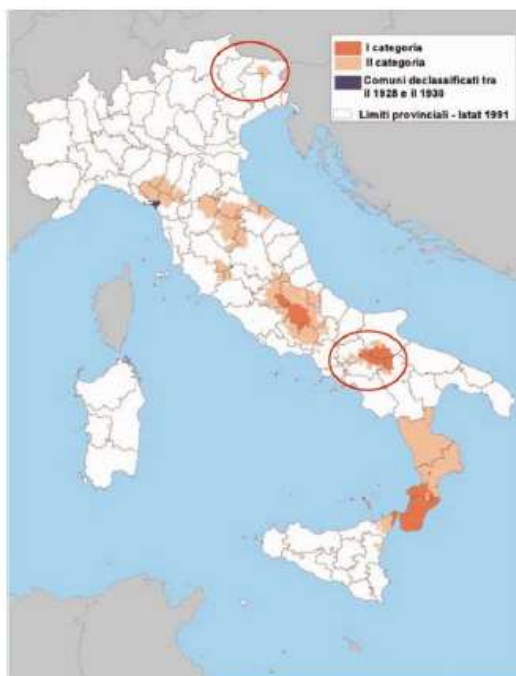 I categoria
II categoria
Comuni declassificati tra
il 1928 e il 1930
Limiti provinciali - Istat 1991